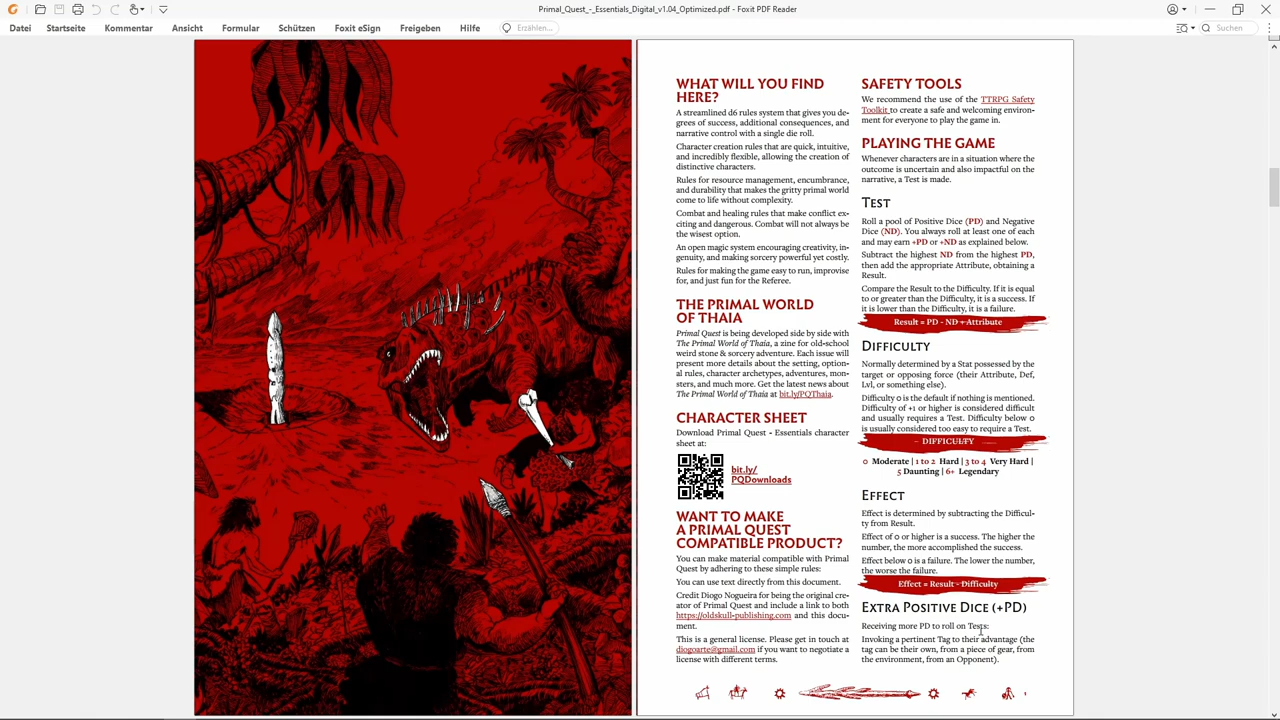 Primal_Quest_-_Essentials_Digital_v1.04_Optimized.pdf - Foxit PDF Reader
Datei Startseite Kommentar Ansicht Schützen Formular Foxit eSign Freigeben Hilfe Erzählen... Suchen
WHAT WILL YOU FIND
HERE?
A streamlined d6 rules system that gives you de-
grees of success, additional consequences, and
narrative control with a single die roll.
Character creation rules that are quick, intuitive,
and incredibly flexible, allowing the creation of
distinctive characters.
Rules for resource management, encumbrance,
and durability that makes the gritty primal world
come to life without complexity.
Combat and healing rules that make conflict ex-
citing and dangerous. Combat will not always be
the wisest option.
An open magic system encouraging creativity, in-
genuity, and making sorcery powerful yet costly.
Rules for making the game easy to run, improvise
for, and just fun for the Referee.
THE PRIMAL WORLD
OF THAIA
Primal Quest is being developed side by side with
The Primal World of Thaia, a zine for old-school
weird stone & sorcery adventure. Each issue will
present more details about the setting, option-
al rules, character archetypes, adventures, mon-
sters, and much more. Get the latest news about
The Primal World of Thaia at bit.ly/PQThaia.
CHARACTER SHEET
Download Primal Quest - Essentials character
sheet at:
bit.ly/
PQDownloads
WANT TO MAKE
A PRIMAL QUEST
COMPATIBLE PRODUCT?
You can make material compatible with Primal
Quest by adhering to these simple rules:
You can use text directly from this document.
Credit Diogo Nogueira for being the original cre-
ator of Primal Quest and include a link to both
https://oldskull-publishing.com and this docu-
ment.
This is a general license. Please get in touch at
diogoarte@gmail.com if you want to negotiate a
license with different terms.
SAFETY TOOLS
We recommend the use of the TTRPG Safety
Toolkit to create a safe and welcoming environ-
ment for everyone to play the game in.
PLAYING THE GAME
Whenever characters are in a situation where the
outcome is uncertain and also impactful on the
narrative, a Test is made.
TEST
Roll a pool of Positive Dice (PD) and Negative
Dice (ND). You always roll at least one of each
and may earn +PD or +ND as explained below.
Subtract the highest ND from the highest PD,
then add the appropriate Attribute, obtaining a
Result.
Compare the Result to the Difficulty. If it is equal
to or greater than the Difficulty, it is a success. If
it is lower than the Difficulty, it is a failure.
Result = PD - ND + Attribute
DIFFICULTY
Normally determined by a Stat possessed by the
target or opposing force (their Attribute, Def,
Lvl, or something else).
Difficulty 0 is the default if nothing is mentioned.
Difficulty of +1 or higher is considered difficult
and usually requires a Test. Difficulty below 0
is usually considered too easy to require a Test.
- DIFFICULTY
0 Moderate | 1 to 2 Hard | 3 to 4 Very Hard |
5 Daunting | 6+ Legendary
EFFECT
Effect is determined by subtracting the Difficul-
ty from Result.
Effect of 0 or higher is a success. The higher the
number, the more accomplished the success.
Effect below 0 is a failure. The lower the number,
the worse the failure.
Effect = Result - Difficulty
EXTRA POSITIVE DICE (+PD)
Receiving more PD to roll on Tests:
Invoking a pertinent Tag to their advantage (the
tag can be their own, from a piece of gear, from
the environment, from an Opponent).
1